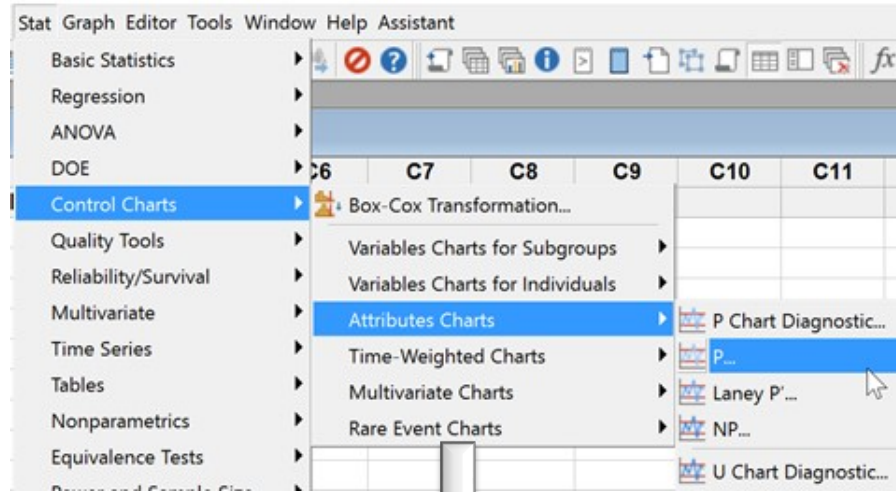 Stat Graph Editor Tools Window Help Assistant
Basic Statistics
Regression
ANOVA
DOE
C6 C7 C8 C9 C10 C11
Control Charts
Box-Cox Transformation...
Quality Tools
Variables Charts for Subgroups
Reliability/Survival
Variables Charts for Individuals
Multivariate
Attributes Charts
P Chart Diagnostic...
Time Series
Time-Weighted Charts
P...
Tables
Multivariate Charts
Laney P'...
Nonparametrics
Rare Event Charts
NP...
Equivalence Tests
U Chart Diagnostic...